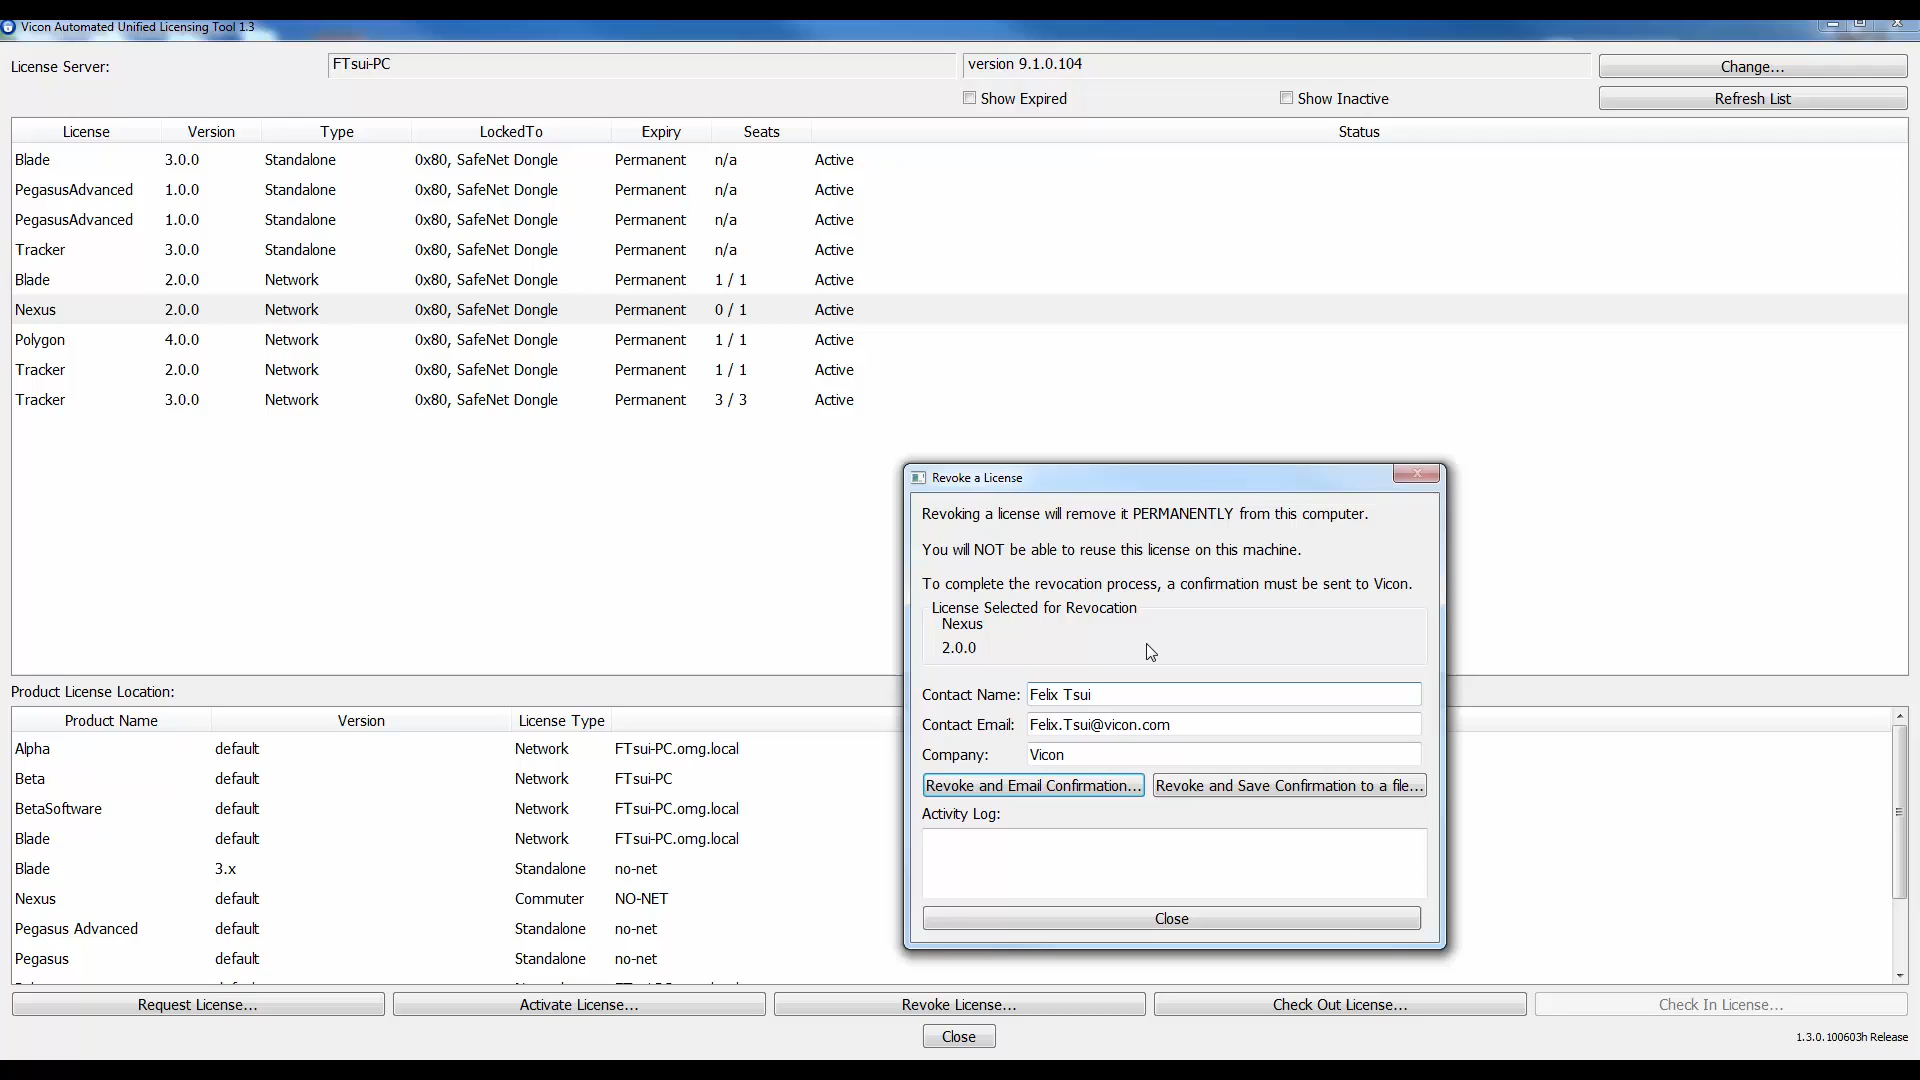 Vicon Automated Unified Licensing Tool 1.3
License Server: FTsui-PC version 9.1.0.104 Change...
Show Expired Show Inactive Refresh List
License Version Type LockedTo Expiry Seats Status
Blade 3.0.0 Standalone 0x80, SafeNet Dongle Permanent n/a Active
PegasusAdvanced 1.0.0 Standalone 0x80, SafeNet Dongle Permanent n/a Active
PegasusAdvanced 1.0.0 Standalone 0x80, SafeNet Dongle Permanent n/a Active
Tracker 3.0.0 Standalone 0x80, SafeNet Dongle Permanent n/a Active
Blade 2.0.0 Network 0x80, SafeNet Dongle Permanent 1 / 1 Active
Nexus 2.0.0 Network 0x80, SafeNet Dongle Permanent 0 / 1 Active
Polygon 4.0.0 Network 0x80, SafeNet Dongle Permanent 1 / 1 Active
Tracker 2.0.0 Network 0x80, SafeNet Dongle Permanent 1 / 1 Active
Tracker 3.0.0 Network 0x80, SafeNet Dongle Permanent 3 / 3 Active
Product License Location:
Product Name Version License Type
Alpha default Network FTsui-PC.omg.local
Beta default Network FTsui-PC
BetaSoftware default Network FTsui-PC.omg.local
Blade default Network FTsui-PC.omg.local
Blade 3.x Standalone no-net
Nexus default Commuter NO-NET
Pegasus Advanced default Standalone no-net
Pegasus default Standalone no-net
Revoke a License
Revoking a license will remove it PERMANENTLY from this computer.
You will NOT be able to reuse this license on this machine.
To complete the revocation process, a confirmation must be sent to Vicon.
License Selected for Revocation
Nexus
2.0.0
Contact Name: Felix Tsui
Contact Email: Felix.Tsui@vicon.com
Company: Vicon
Revoke and Email Confirmation... Revoke and Save Confirmation to a file...
Activity Log:
Close
Request License... Activate License... Revoke License... Check Out License... Check In License...
Close
1.3.0.100603h Release